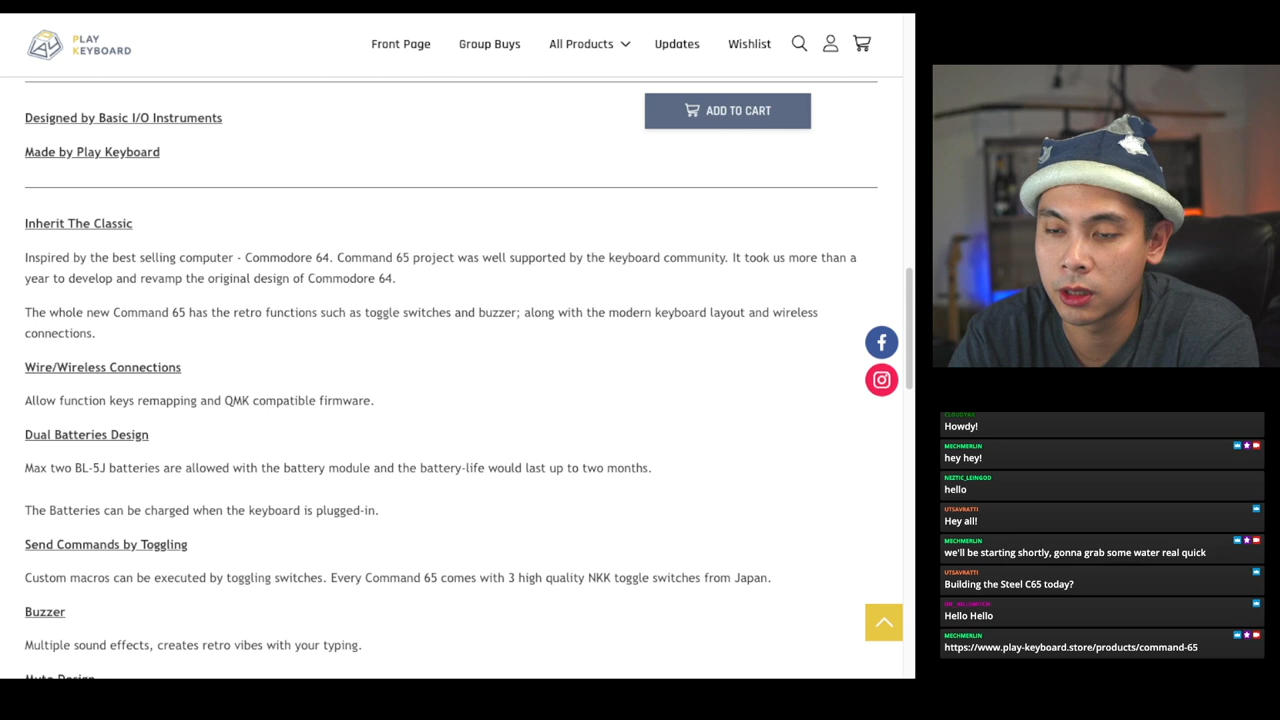 PLAY
KEYBOARD
Front Page
Group Buys
All Products
Updates
Wishlist
ADD TO CART
Designed by Basic I/O Instruments
Made by Play Keyboard
Inherit The Classic
Inspired by the best selling computer - Commodore 64. Command 65 project was well supported by the keyboard community. It took us more than a
year to develop and revamp the original design of Commodore 64.
The whole new Command 65 has the retro functions such as toggle switches and buzzer; along with the modern keyboard layout and wireless
connections.
Wire/Wireless Connections
Allow function keys remapping and QMK compatible firmware.
Dual Batteries Design
Max two BL-5J batteries are allowed with the battery module and the battery-life would last up to two months.
The Batteries can be charged when the keyboard is plugged-in.
Send Commands by Toggling
Custom macros can be executed by toggling switches. Every Command 65 comes with 3 high quality NKK toggle switches from Japan.
Buzzer
Multiple sound effects, creates retro vibes with your typing.
Mute Design
Howdy!
MECHMERLIN
hey hey!
NEZTIC_LEINGOD
hello
UTSAVRATTI
Hey all!
MECHMERLIN
we'll be starting shortly, gonna grab some water real quick
UTSAVRATTI
Building the Steel C65 today?
Hello Hello
MECHMERLIN
https://www.play-keyboard.store/products/command-65